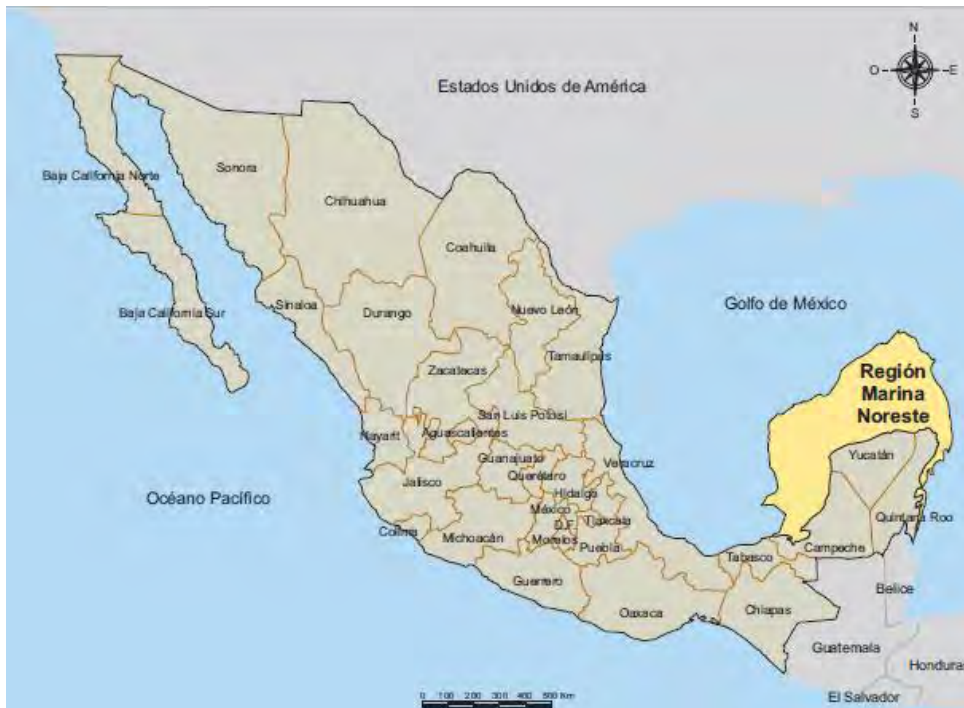 N
O
E
S
Estados Unidos de América
Baja California Norte
Sonora
Chihuahua
Coahuila
Baja California Sur
Sinaloa
Durango
Nuevo León
Golfo de México
Zacatecas
Tamaulipas
Región
Marina
Noreste
San Luis Potosí
Nayarit
Aguascalientes
Guanajuato
Veracruz
Yucatán
Querétaro
Jalisco
Hidalgo
Océano Pacífico
México
Quintana Roo
Colima
D.F.
Tlaxcala
Michoacán
Morelos
Puebla
Campeche
Tabasco
Guerrero
Belice
Oaxaca
Chiapas
Guatemala
Honduras
El Salvador
0 100 200 300 400 500 Km